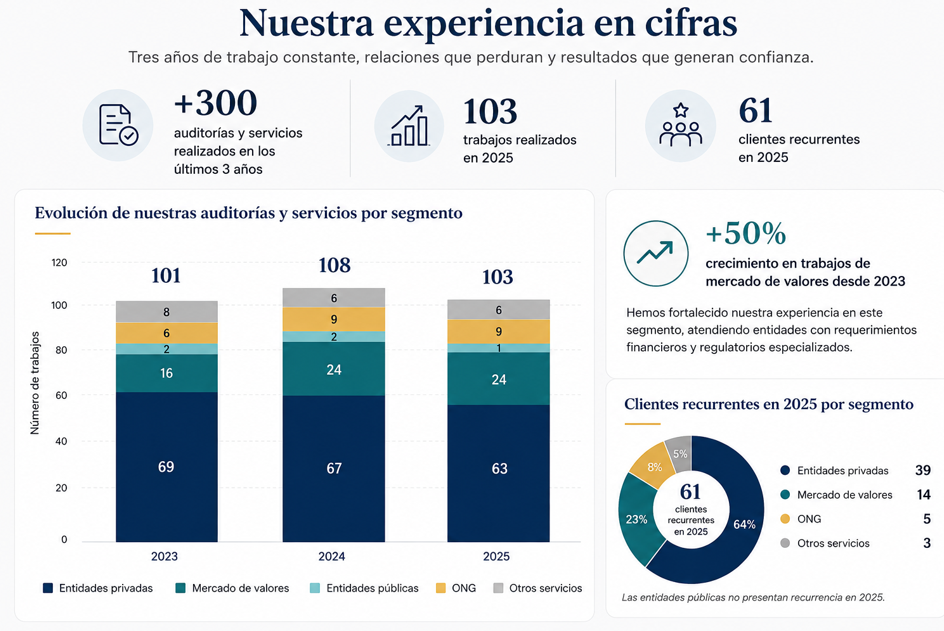 Nuestra experiencia en cifras
Tres años de trabajo constante, relaciones que perduran y resultados que generan confianza.
+300
auditorías y servicios
realizados en los
últimos 3 años
103
trabajos realizados
en 2025
61
clientes recurrentes
en 2025
Evolución de nuestras auditorías y servicios por segmento
Número de trabajos
120
100
80
60
40
20
0
101
8
6
2
16
69
2023
108
6
9
2
24
67
2024
103
6
9
1
24
63
2025
Entidades privadas
Mercado de valores
Entidades públicas
ONG
Otros servicios
+50%
crecimiento en trabajos de
mercado de valores desde 2023
Hemos fortalecido nuestra experiencia en este
segmento, atendiendo entidades con requerimientos
financieros y regulatorios especializados.
Clientes recurrentes en 2025 por segmento
5%
8%
23%
64%
61
clientes
recurrentes
en 2025
Entidades privadas 39
Mercado de valores 14
ONG 5
Otros servicios 3
Las entidades públicas no presentan recurrencia en 2025.